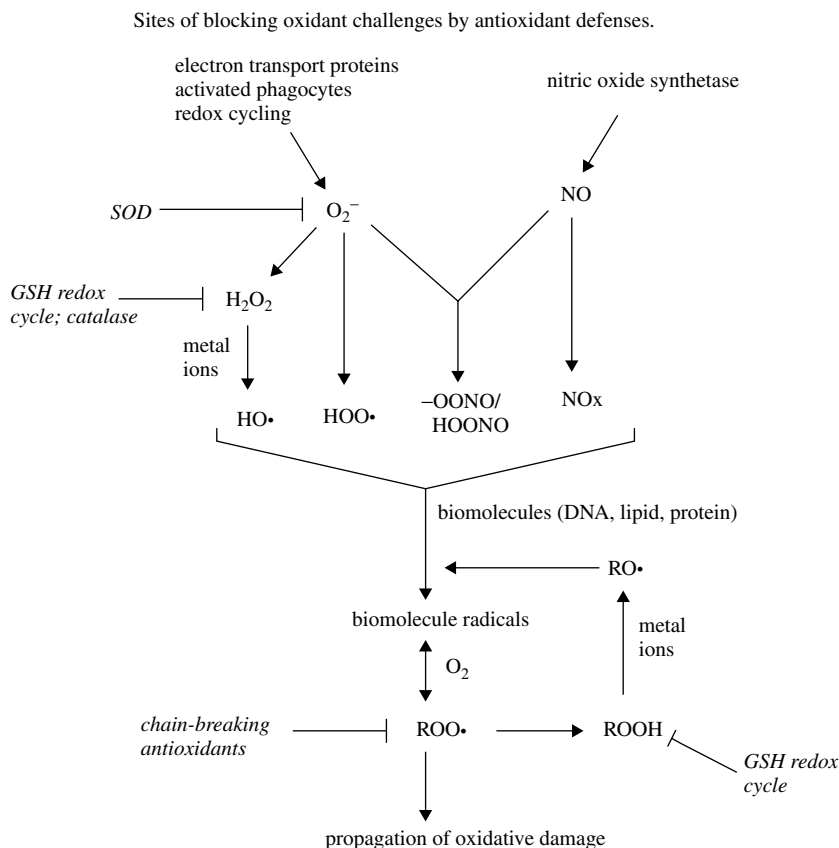 Sites of blocking oxidant challenges by antioxidant defenses.
electron transport proteins
activated phagocytes
redox cycling
nitric oxide synthetase
SOD
O₂⁻
NO
GSH redox
cycle; catalase
H₂O₂
metal
ions
HO•
HOO•
–OONO/
HOONO
NOx
biomolecules (DNA, lipid, protein)
RO•
biomolecule radicals
metal
ions
O₂
chain-breaking
antioxidants
ROO•
ROOH
GSH redox
cycle
propagation of oxidative damage